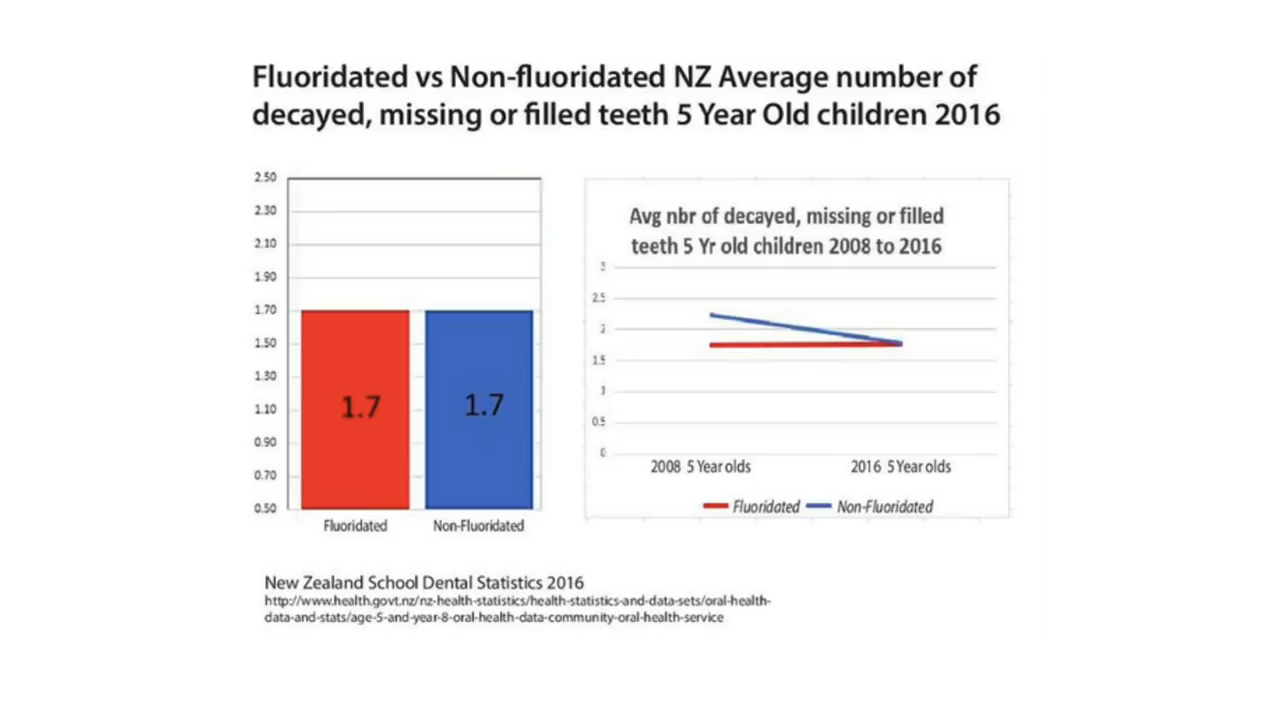 Fluoridated vs Non-fluoridated NZ Average number of
decayed, missing or filled teeth 5 Year Old children 2016
2.50
2.30
2.10
1.90
1.70
1.50
1.30
1.10
0.90
0.70
0.50
1.7
1.7
Fluoridated
Non-Fluoridated
Avg nbr of decayed, missing or filled
teeth 5 Yr old children 2008 to 2016
3
2.5
2
1.5
1
0.5
0
2008 5 Year olds
2016 5 Year olds
Fluoridated
Non-Fluoridated
New Zealand School Dental Statistics 2016
http://www.health.govt.nz/nz-health-statistics/health-statistics-and-data-sets/oral-health-
data-and-stats/age-5-and-year-8-oral-health-data-community-oral-health-service